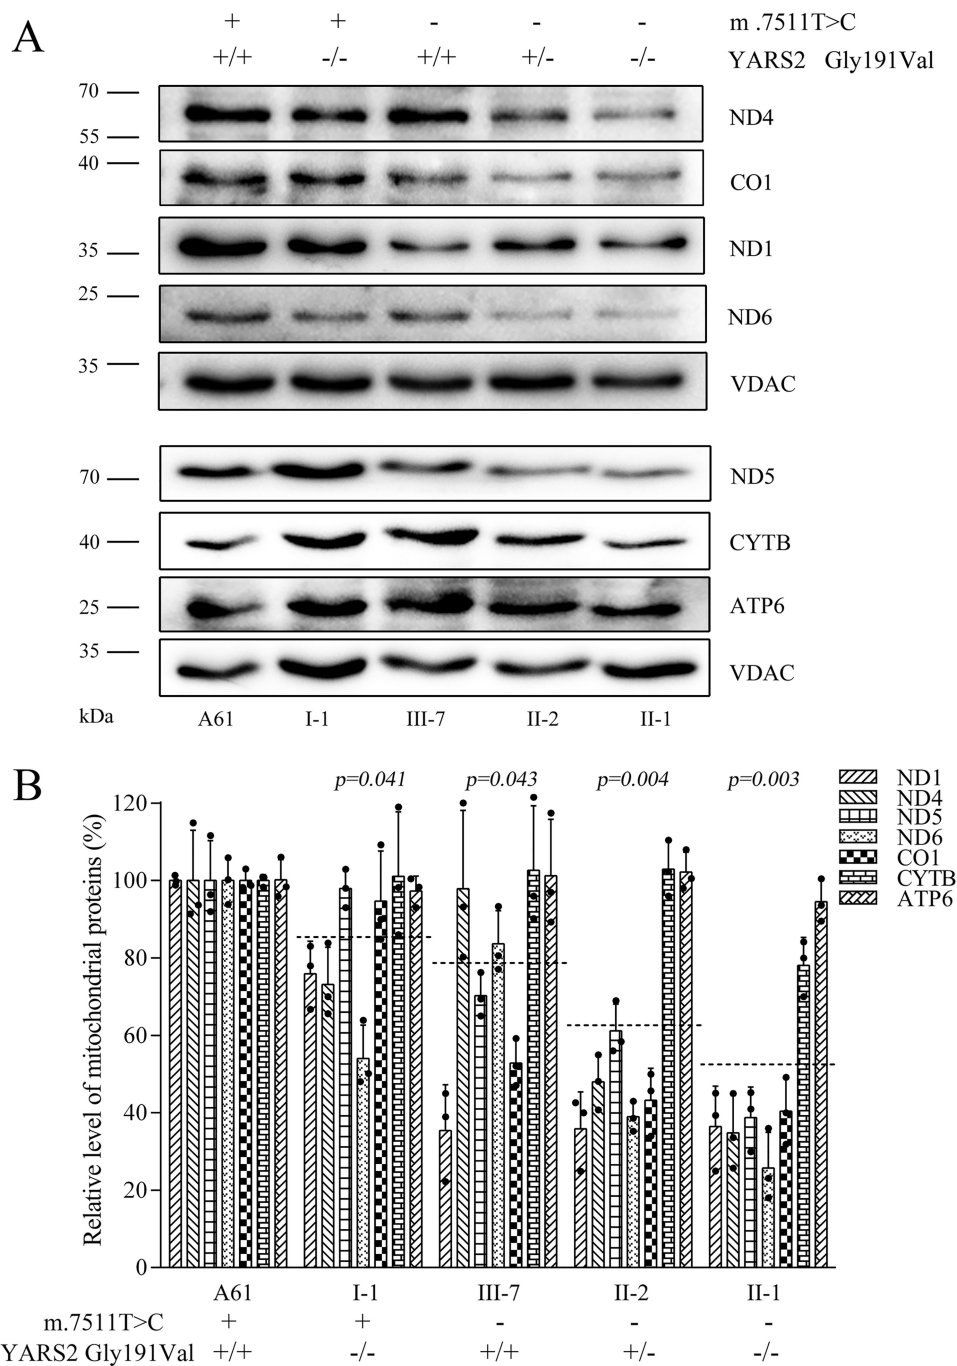 A
+ + - - - m .7511T>C
+/+ -/- +/+ +/- -/- YARS2 Gly191Val
70
55
ND4
40
CO1
35
ND1
25
ND6
35
VDAC
70
ND5
40
CYTB
25
ATP6
35
VDAC
kDa A61 I-1 III-7 II-2 II-1
B
p=0.041 p=0.043 p=0.004 p=0.003
ND1
ND4
ND5
ND6
CO1
CYTB
ATP6
Relative level of mitochondrial proteins (%)
120
100
80
60
40
20
0
A61 I-1 III-7 II-2 II-1
m.7511T>C + + - - -
YARS2 Gly191Val +/+ -/- +/+ +/- -/-